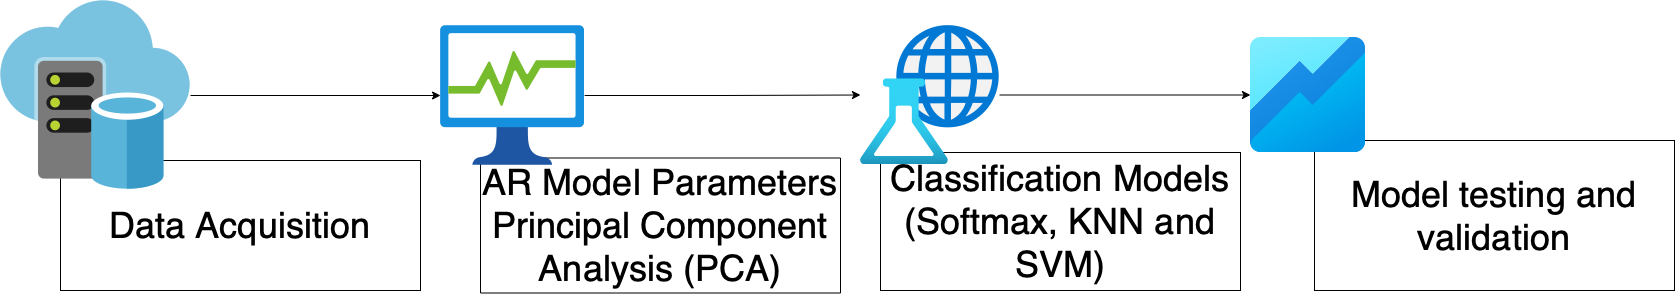 Data Acquisition
AR Model Parameters
Principal Component
Analysis (PCA)
Classification Models
(Softmax, KNN and
SVM)
Model testing and
validation